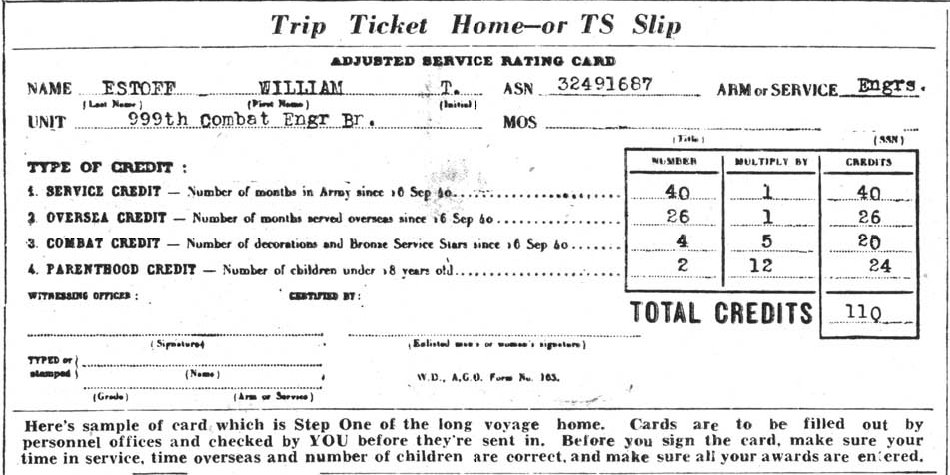 Trip Ticket Home—or TS Slip
ADJUSTED SERVICE RATING CARD
NAME ESTOFF WILLIAM T. ASN 32491687 ARM or SERVICE Engrs.
(Last Name) (First Name) (Initial)
UNIT 999th Combat Engr Br. MOS
(Title) (SSN)
TYPE OF CREDIT : NUMBER MULTIPLY BY CREDITS
1. SERVICE CREDIT — Number of months in Army since 16 Sep 40 40 1 40
2. OVERSEA CREDIT — Number of months served overseas since 16 Sep 40 26 1 26
3. COMBAT CREDIT — Number of decorations and Bronze Service Stars since 16 Sep 40 4 5 20
4. PARENTHOOD CREDIT — Number of children under 18 years old 2 12 24
WITNESSING OFFICER : CERTIFIED BY :
TOTAL CREDITS 110
(Signature) (Enlisted man's or woman's signature)
TYPED or
stamped (Name) W.D., A.G.O. Form No. 163.
(Grade) (Arm or Service)
Here's sample of card which is Step One of the long voyage home. Cards are to be filled out by
personnel offices and checked by YOU before they're sent in. Before you sign the card, make sure your
time in service, time overseas and number of children are correct, and make sure all your awards are entered.